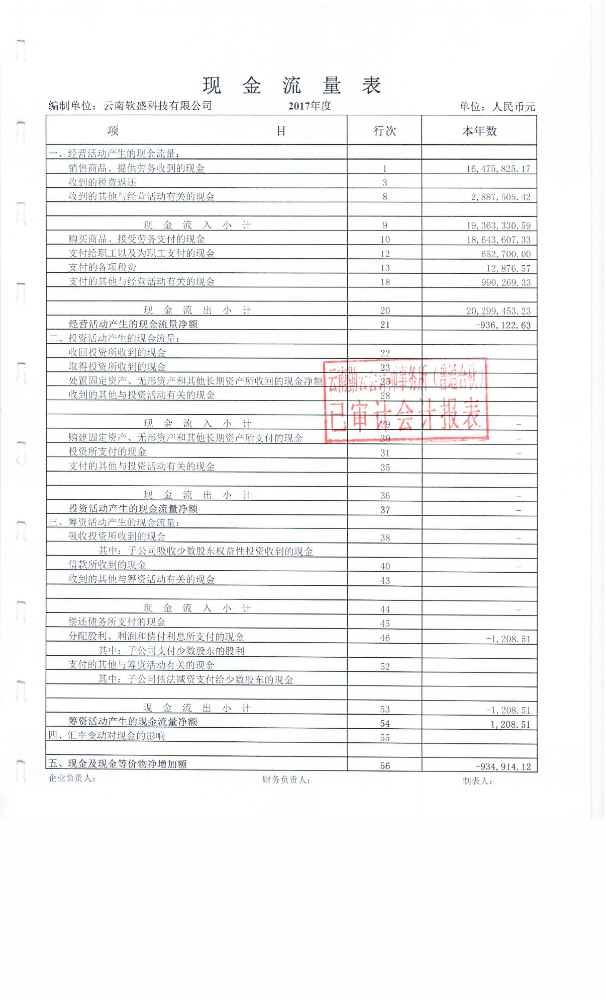 现金流量表
编制单位：云南软盛科技有限公司 2017年度 单位：人民币元
项目 行次 本年数
一、经营活动产生的现金流量：
销售商品、提供劳务收到的现金 1 16,475,825.17
收到的税费返还 3
收到的其他与经营活动有关的现金 8 2,887,505.42
现金流入小计 9 19,363,330.59
购买商品、接受劳务支付的现金 10 18,643,607.33
支付给职工以及为职工支付的现金 12 652,700.00
支付的各项税费 13 12,876.57
支付的其他与经营活动有关的现金 18 990,269.33
现金流出小计 20 20,299,453.23
经营活动产生的现金流量净额 21 -936,122.63
二、投资活动产生的现金流量：
收回投资所收到的现金 22
取得投资所收到的现金 23
处置固定资产、无形资产和其他长期资产所收回的现金净额 25
收到的其他与投资活动有关的现金 28
云南勤云会计师事务所（普通合伙）
已审计会计报表
现金流入小计 29 -
购建固定资产、无形资产和其他长期资产所支付的现金 30 -
投资所支付的现金 31 -
支付的其他与投资活动有关的现金 35
现金流出小计 36 -
投资活动产生的现金流量净额 37 -
三、筹资活动产生的现金流量：
吸收投资所收到的现金 38 -
其中：子公司吸收少数股东权益性投资收到的现金
借款所收到的现金 40 -
收到的其他与筹资活动有关的现金 43
现金流入小计 44 -
偿还债务所支付的现金 45
分配股利、利润和偿付利息所支付的现金 46 -1,208.51
其中：子公司支付少数股东的股利
支付的其他与筹资活动有关的现金 52
其中：子公司依法减资支付给少数股东的现金
现金流出小计 53 -1,208.51
筹资活动产生的现金流量净额 54 1,208.51
四、汇率变动对现金的影响 55
五、现金及现金等价物净增加额 56 -934,914.12
企业负责人： 财务负责人： 制表人：